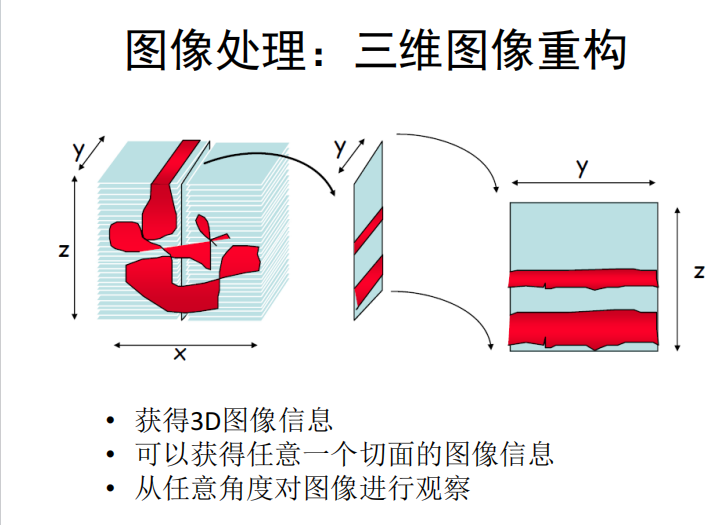 图像处理：三维图像重构
y
z
x
y
y
z
• 获得3D图像信息
• 可以获得任意一个切面的图像信息
• 从任意角度对图像进行观察